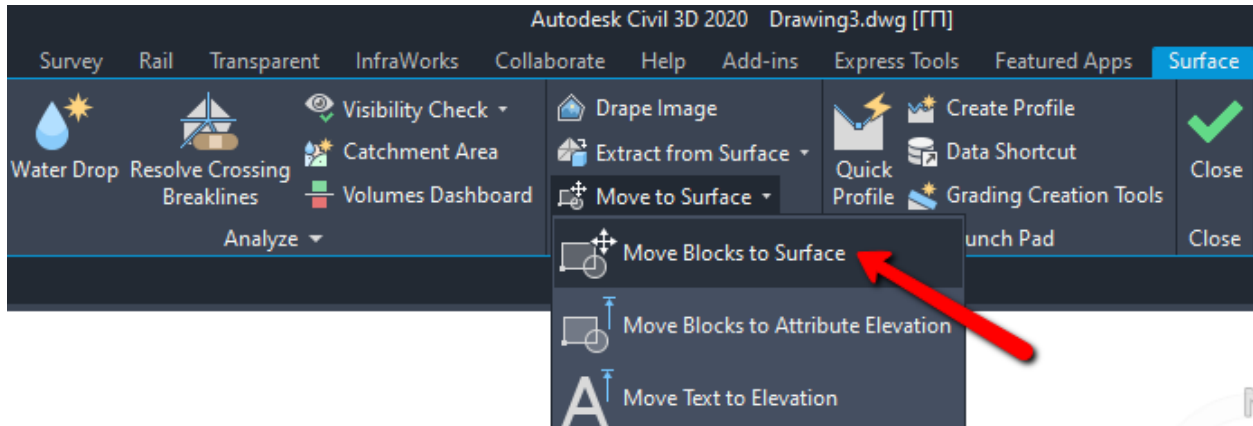 Autodesk Civil 3D 2020 Drawing3.dwg [ГП]
Survey Rail Transparent InfraWorks Collaborate Help Add-ins Express Tools Featured Apps Surface
Water Drop
Resolve Crossing
Breaklines
Visibility Check
Catchment Area
Volumes Dashboard
Analyze
Drape Image
Extract from Surface
Move to Surface
Quick
Profile
Create Profile
Data Shortcut
Grading Creation Tools
unch Pad
Close
Close
Move Blocks to Surface
Move Blocks to Attribute Elevation
Move Text to Elevation